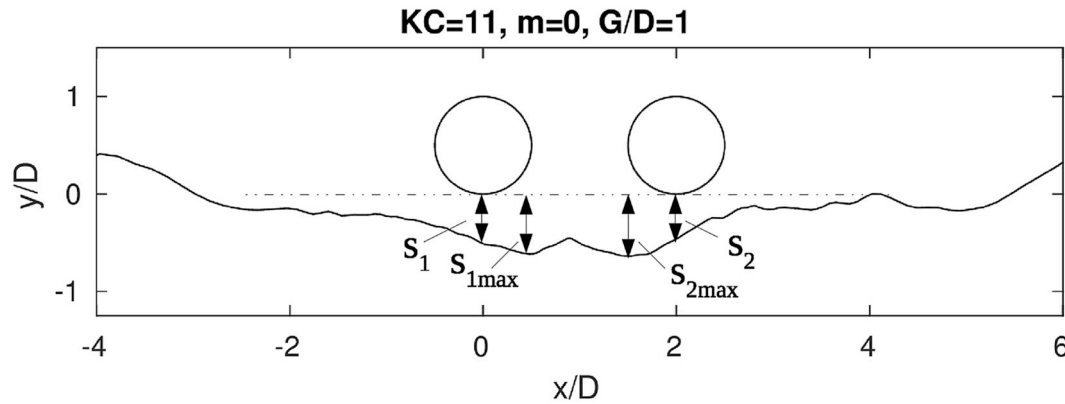 KC=11, m=0, G/D=1
y/D
1
0
-1
S1
S1max
S2max
S2
-4
-2
0
2
4
6
x/D